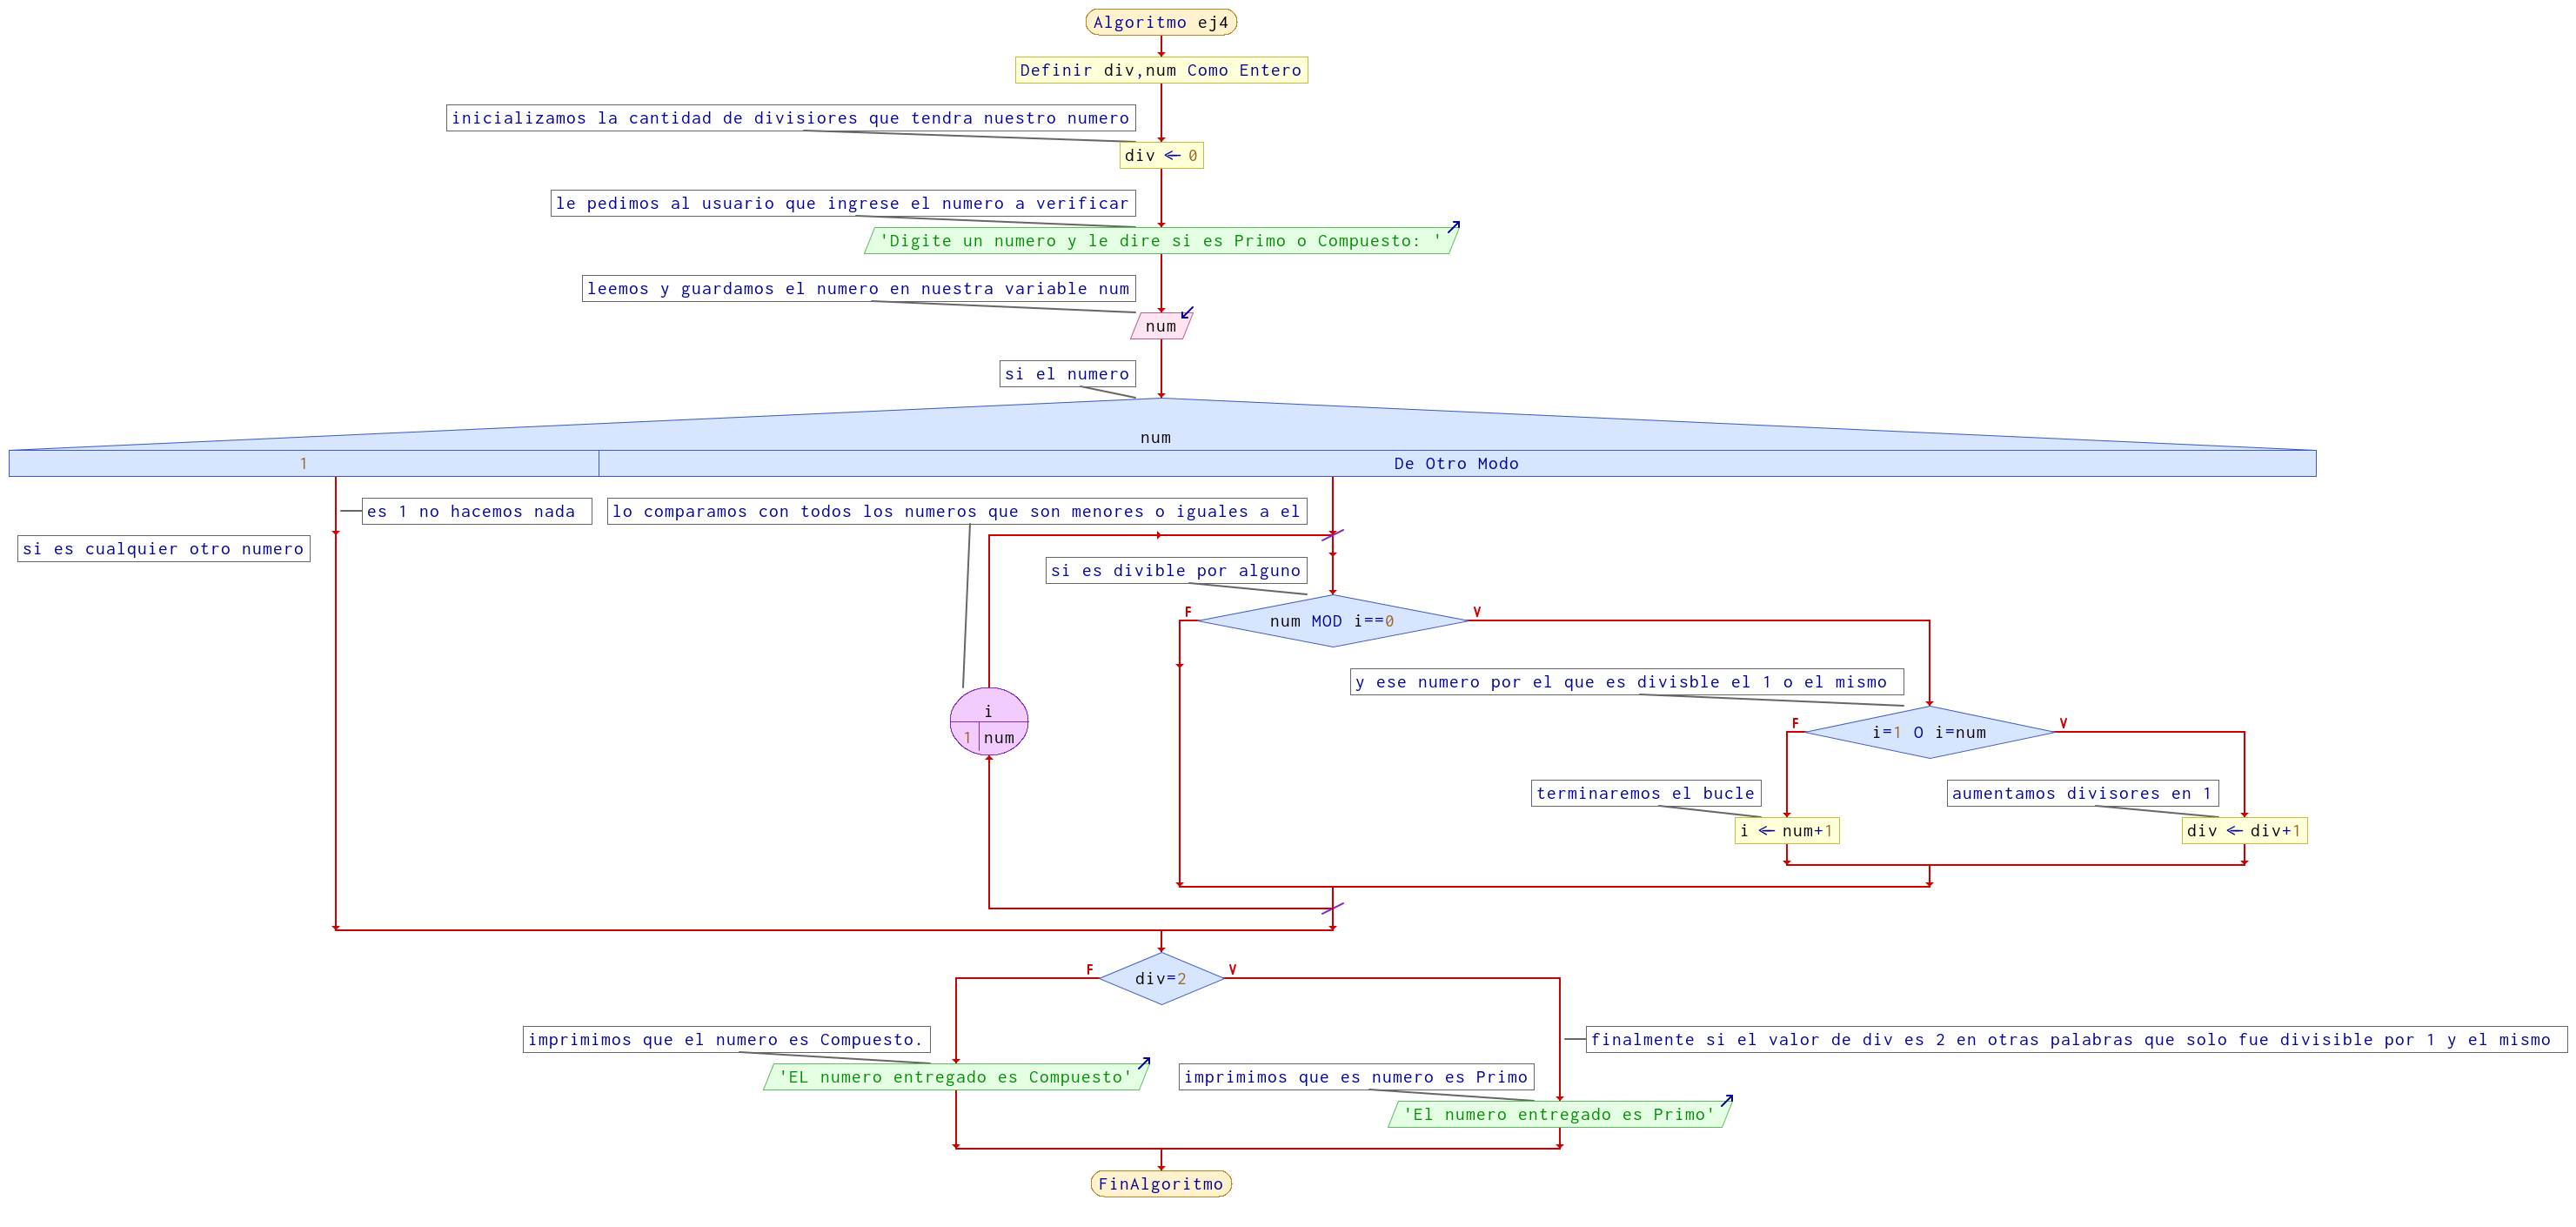 Algoritmo ej4
Definir div,num Como Entero
inicializamos la cantidad de divisiores que tendra nuestro numero
div ← 0
le pedimos al usuario que ingrese el numero a verificar
'Digite un numero y le dire si es Primo o Compuesto: '
leemos y guardamos el numero en nuestra variable num
num
si el numero
num
1
De Otro Modo
es 1 no hacemos nada
lo comparamos con todos los numeros que son menores o iguales a el
si es cualquier otro numero
si es divible por alguno
F
V
num MOD i==0
y ese numero por el que es divisble el 1 o el mismo
i
1
num
F
V
i=1 O i=num
terminaremos el bucle
aumentamos divisores en 1
i ← num+1
div ← div+1
F
V
div=2
imprimimos que el numero es Compuesto.
finalmente si el valor de div es 2 en otras palabras que solo fue divisible por 1 y el mismo
'EL numero entregado es Compuesto'
imprimimos que es numero es Primo
'El numero entregado es Primo'
FinAlgoritmo